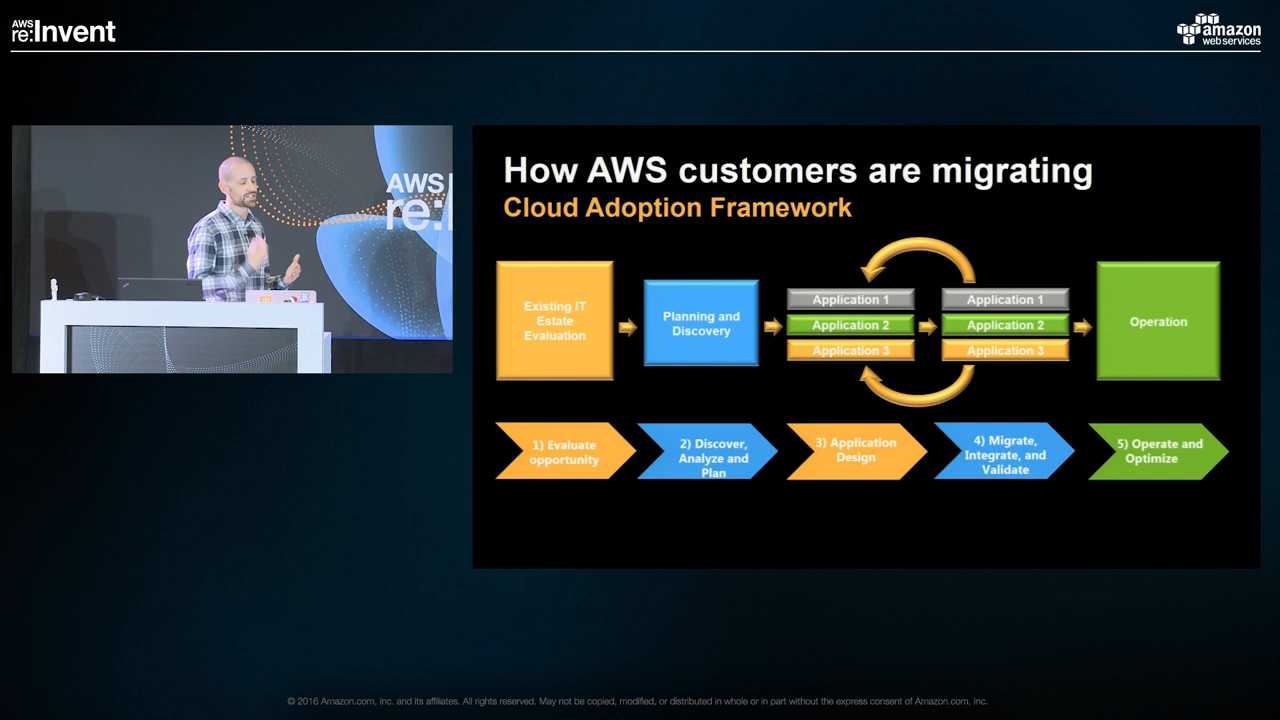 AWS
re:Invent
amazon
web services
AWS
re:
How AWS customers are migrating
Cloud Adoption Framework
Existing IT
Estate
Evaluation
Planning and
Discovery
Application 1
Application 2
Application 3
Application 1
Application 2
Application 3
Operation
1) Evaluate
opportunity
2) Discover,
Analyze and
Plan
3) Application
Design
4) Migrate,
Integrate, and
Validate
5) Operate and
Optimize
© 2016 Amazon.com, Inc. and its affiliates. All rights reserved. May not be copied, modified, or distributed in whole or in part without the express consent of Amazon.com, Inc.